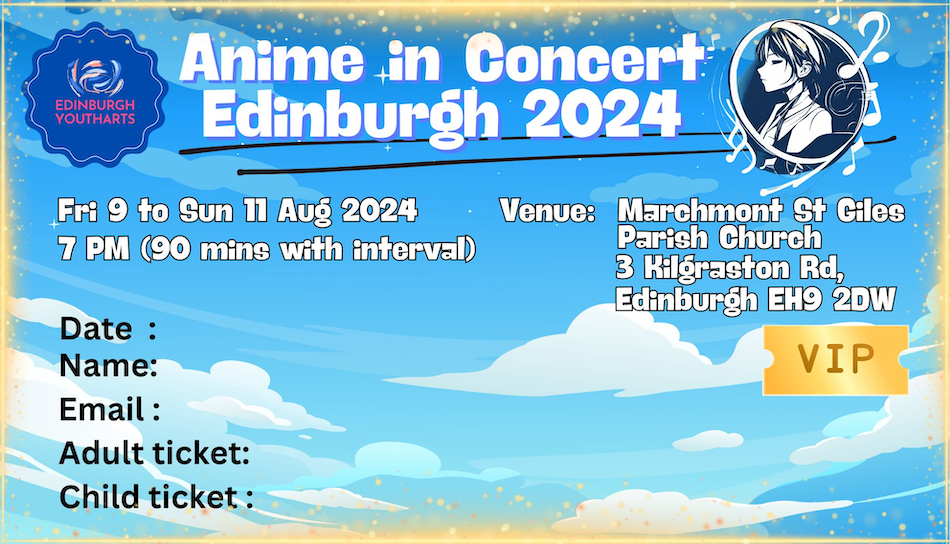 EDINBURGH
YOUTHARTS
Anime in Concert
Edinburgh 2024
Fri 9 to Sun 11 Aug 2024
7 PM (90 mins with interval)
Venue: Marchmont St Giles
Parish Church
3 Kilgraston Rd,
Edinburgh EH9 2DW
VIP
Date :
Name:
Email :
Adult ticket:
Child ticket :